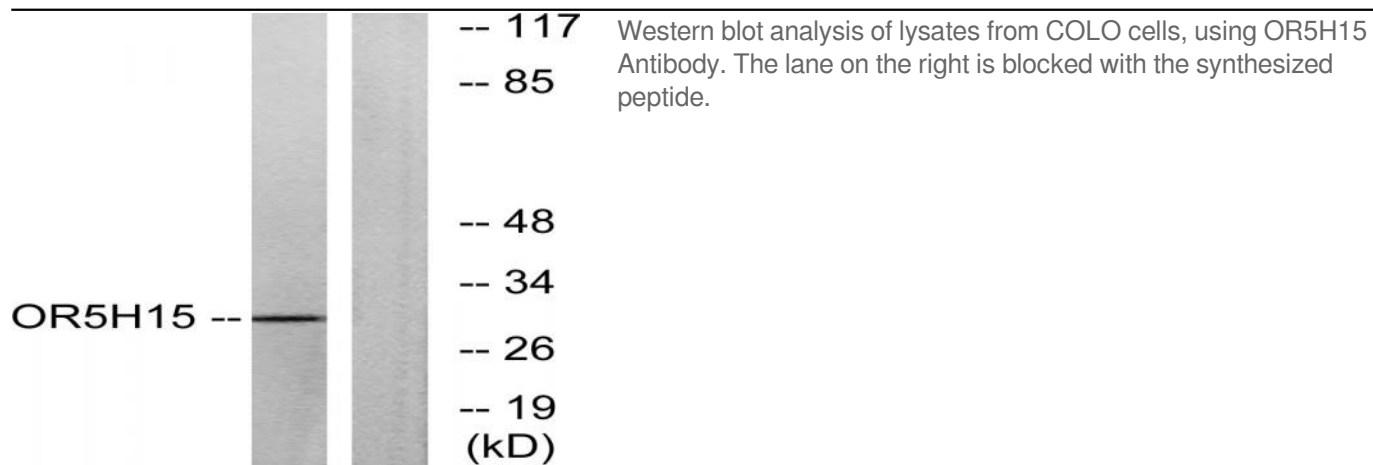 -- 117
-- 85
-- 48
-- 34
OR5H15 --
-- 26
-- 19
(kD)
Western blot analysis of lysates from COLO cells, using OR5H15
Antibody. The lane on the right is blocked with the synthesized
peptide.